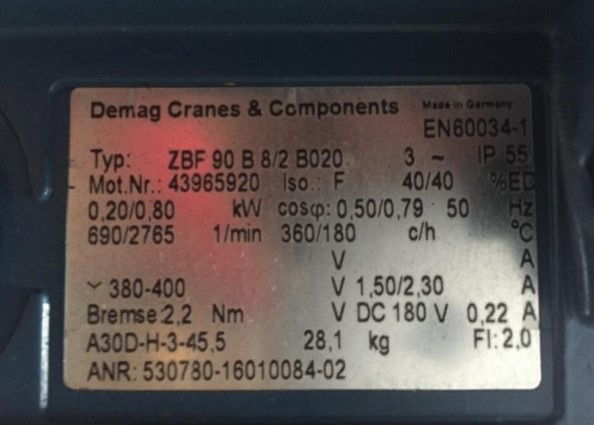 Demag Cranes & Components Made in Germany
EN60034-1
Typ: ZBF 90 B 8/2 B020 3 ~ IP 55
Mot.Nr.: 43965920 Iso.: F 40/40 %ED
0,20/0,80 kW cosφ: 0,50/0,79 50 Hz
690/2765 1/min 360/180 c/h °C
V A
380-400 V 1,50/2,30 A
Bremse:2,2 Nm V DC 180 V 0,22 A
A30D-H-3-45,5 28,1 kg FI: 2,0
ANR: 530780-16010084-02